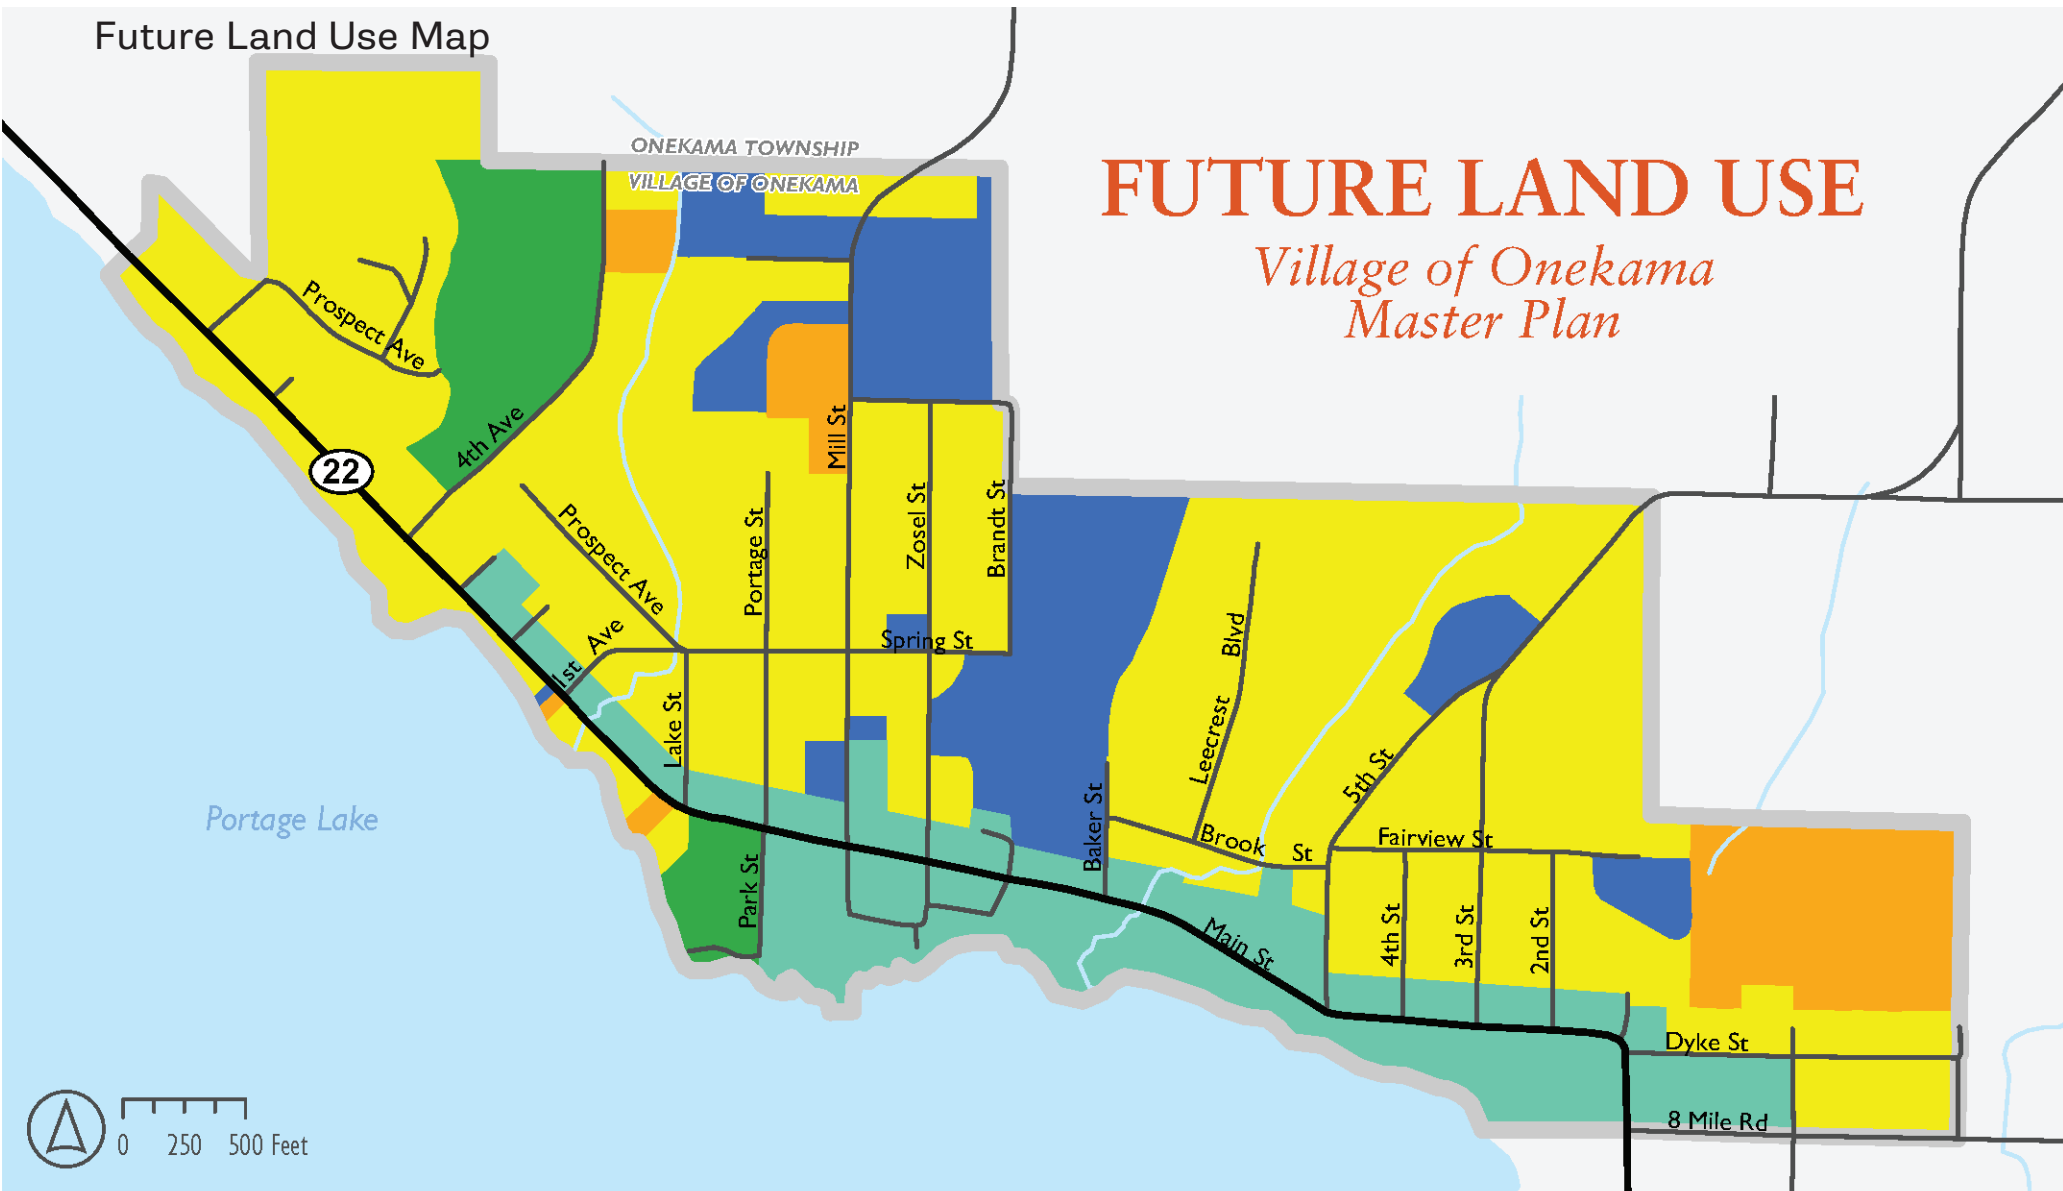 Future Land Use Map
ONEKAMA TOWNSHIP
VILLAGE OF ONEKAMA
FUTURE LAND USE
Village of Onekama
Master Plan
Prospect Ave
4th Ave
22
Mill St
Prospect Ave
Portage St
Zosel St
Brandt St
1st Ave
Spring St
Lake St
Leecrest Blvd
5th St
Portage Lake
Baker St
Brook St
Fairview St
Park St
Main St
4th St
3rd St
2nd St
Dyke St
8 Mile Rd
0 250 500 Feet